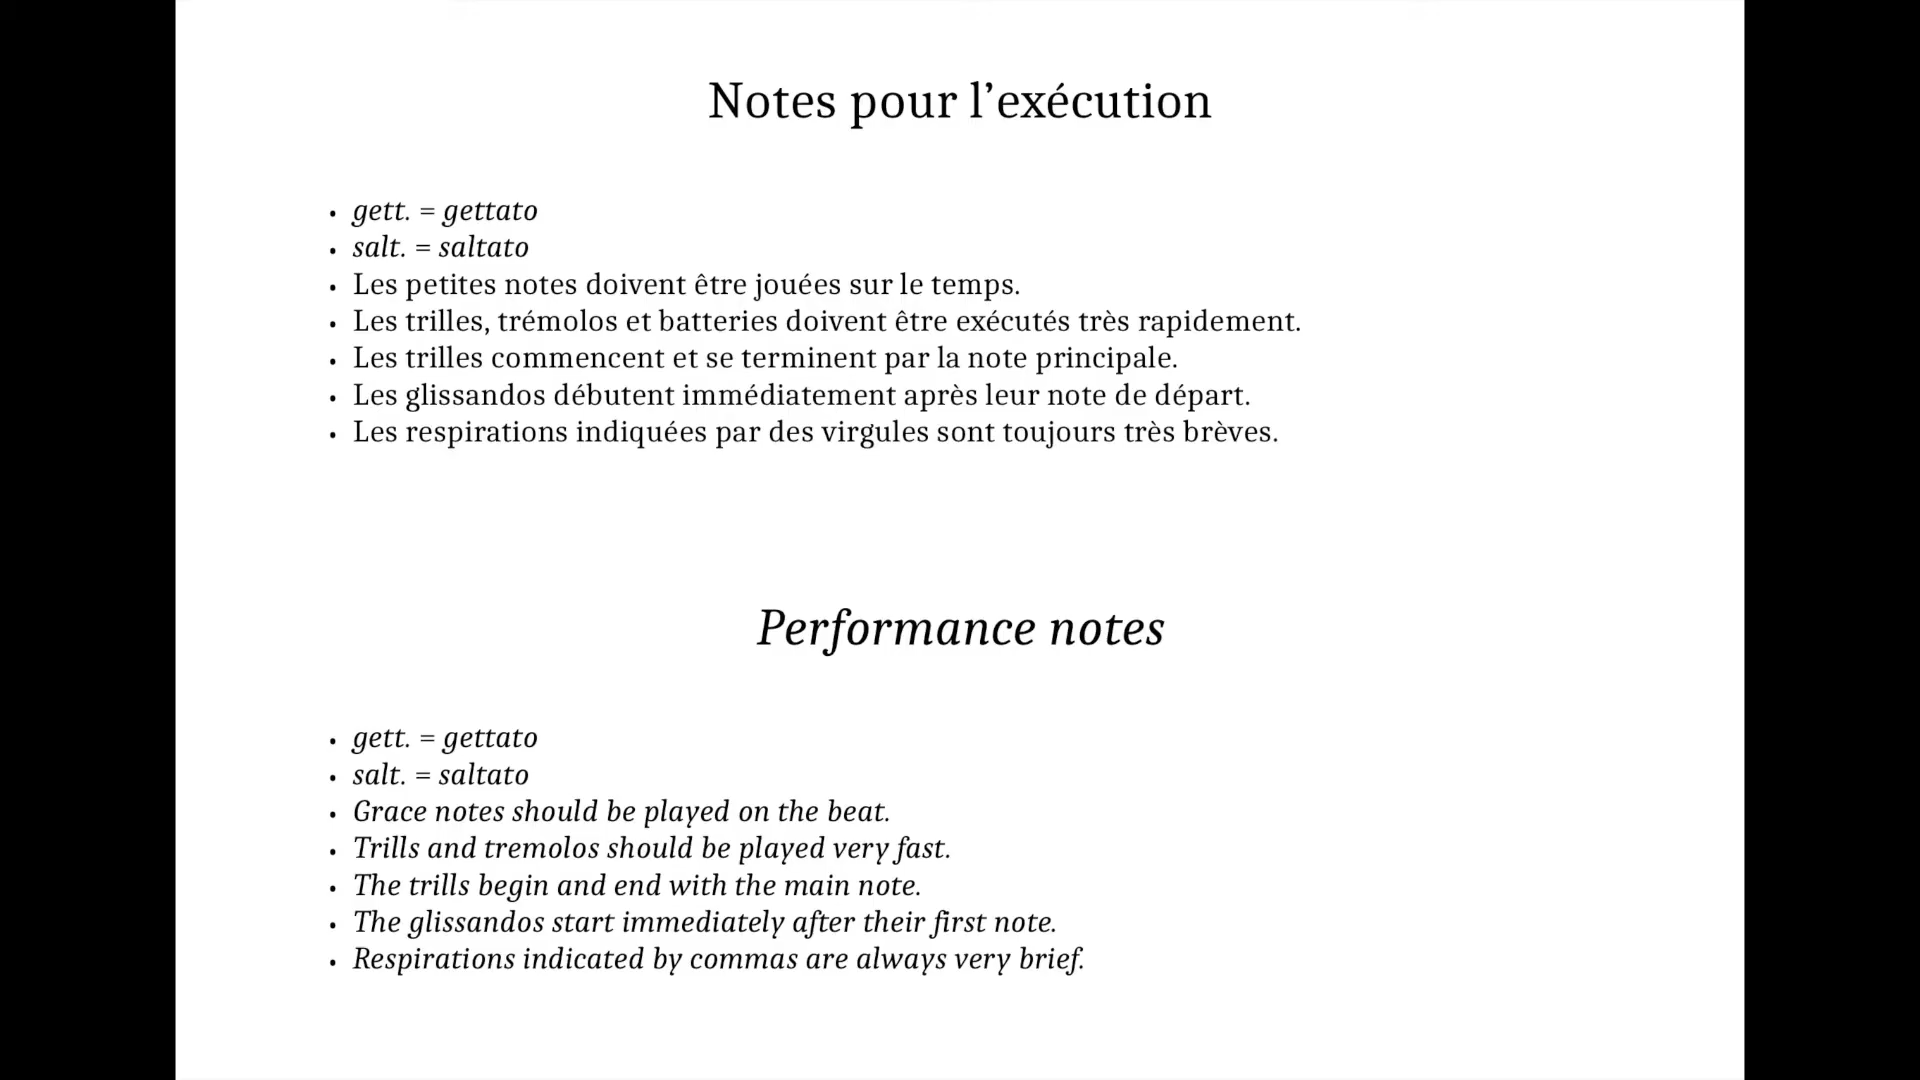 Notes pour l’exécution
• gett. = gettato
• salt. = saltato
• Les petites notes doivent être jouées sur le temps.
• Les trilles, trémolos et batteries doivent être exécutés très rapidement.
• Les trilles commencent et se terminent par la note principale.
• Les glissandos débutent immédiatement après leur note de départ.
• Les respirations indiquées par des virgules sont toujours très brèves.
Performance notes
• gett. = gettato
• salt. = saltato
• Grace notes should be played on the beat.
• Trills and tremolos should be played very fast.
• The trills begin and end with the main note.
• The glissandos start immediately after their first note.
• Respirations indicated by commas are always very brief.